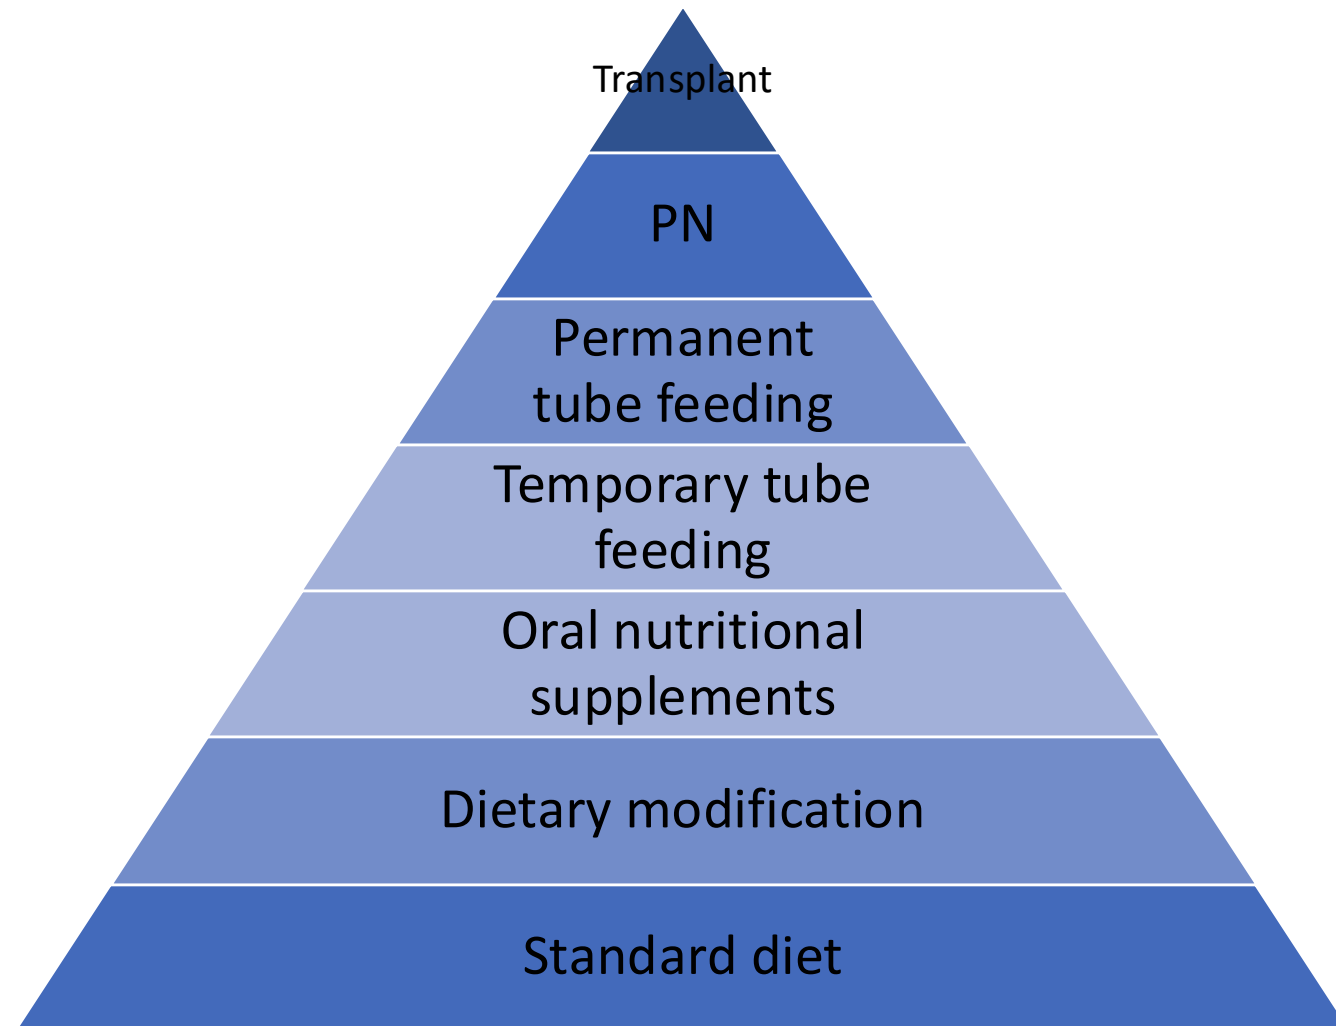 Transplant
PN
Permanent
tube feeding
Temporary tube
feeding
Oral nutritional
supplements
Dietary modification
Standard diet